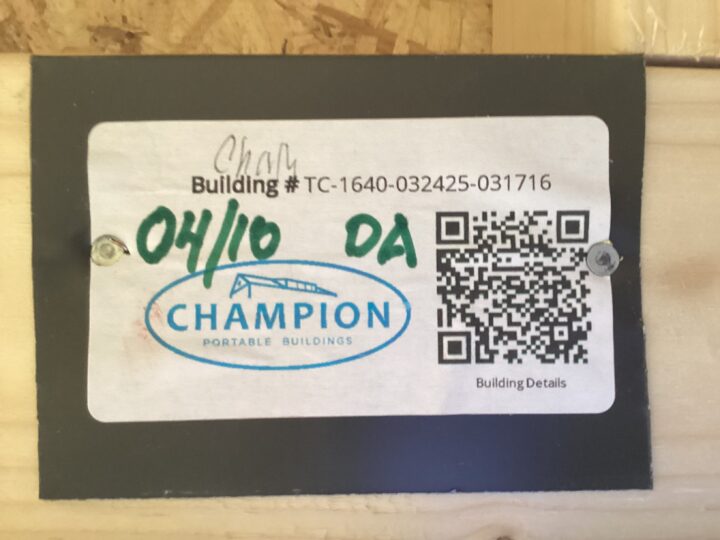 Building # TC-1640-032425-031716
04/10 DA
CHAMPION
PORTABLE BUILDINGS
Building Details